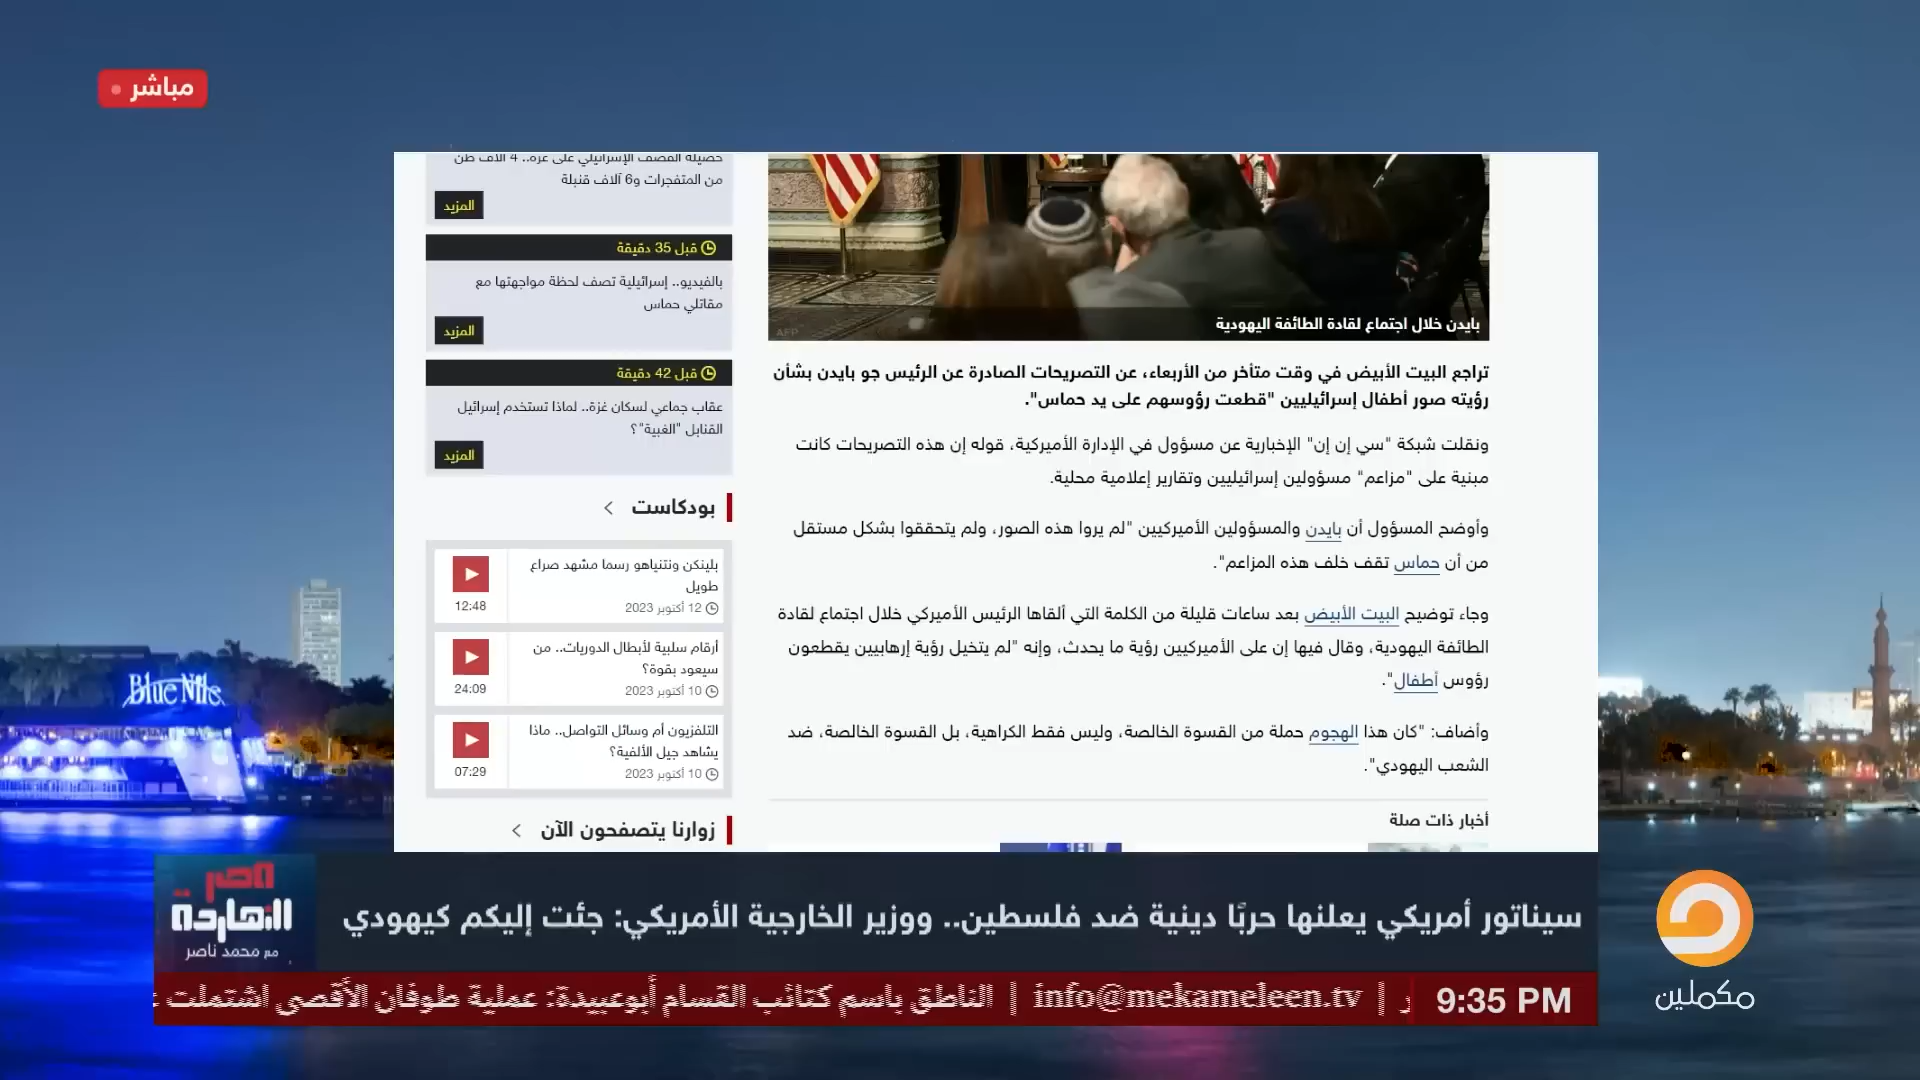 مباشر
بايدن خلال اجتماع لقادة الطائفة اليهودية
AFP
تراجع البيت الأبيض في وقت متأخر من الأربعاء، عن التصريحات الصادرة عن الرئيس جو بايدن بشأن
رؤيته صور أطفال إسرائيليين "قطعت رؤوسهم على يد حماس".
ونقلت شبكة "سي إن إن" الإخبارية عن مسؤول في الإدارة الأميركية، قوله إن هذه التصريحات كانت
مبنية على "مزاعم" مسؤولين إسرائيليين وتقارير إعلامية محلية.
وأوضح المسؤول أن بايدن والمسؤولين الأميركيين "لم يروا هذه الصور، ولم يتحققوا بشكل مستقل
من أن حماس تقف خلف هذه المزاعم".
وجاء توضيح البيت الأبيض بعد ساعات قليلة من الكلمة التي ألقاها الرئيس الأميركي خلال اجتماع لقادة
الطائفة اليهودية، وقال فيها إن على الأميركيين رؤية ما يحدث، وإنه "لم يتخيل رؤية إرهابيين يقطعون
رؤوس أطفال".
وأضاف: "كان هذا الهجوم حملة من القسوة الخالصة، وليس فقط الكراهية، بل القسوة الخالصة، ضد
الشعب اليهودي".
أخبار ذات صلة
حصيلة القصف الإسرائيلي على غزة.. 4 آلاف طن
من المتفجرات و6 آلاف قنبلة
المزيد
قبل 35 دقيقة
بالفيديو.. إسرائيلية تصف لحظة مواجهتها مع
مقاتلي حماس
المزيد
قبل 42 دقيقة
عقاب جماعي لسكان غزة.. لماذا تستخدم إسرائيل
القنابل "الغبية"؟
المزيد
بودكاست
بلينكن ونتنياهو رسما مشهد صراع
طويل
12 أكتوبر 2023
12:48
أرقام سلبية لأبطال الدوريات.. من
سيعود بقوة؟
10 أكتوبر 2023
24:09
التلفزيون أم وسائل التواصل.. ماذا
يشاهد جيل الألفية؟
10 أكتوبر 2023
07:29
زوارنا يتصفحون الآن
Blue Nile
سيناتور أمريكي يعلنها حربًا دينية ضد فلسطين.. ووزير الخارجية الأمريكي: جئت إليكم كيهودي
مصر
النهاردة
مع محمد ناصر
9:35 PM
| info@mekameleen.tv | الناطق باسم كتائب القسام أبوعبيدة: عملية طوفان الأقصى اشتملت
مكملين